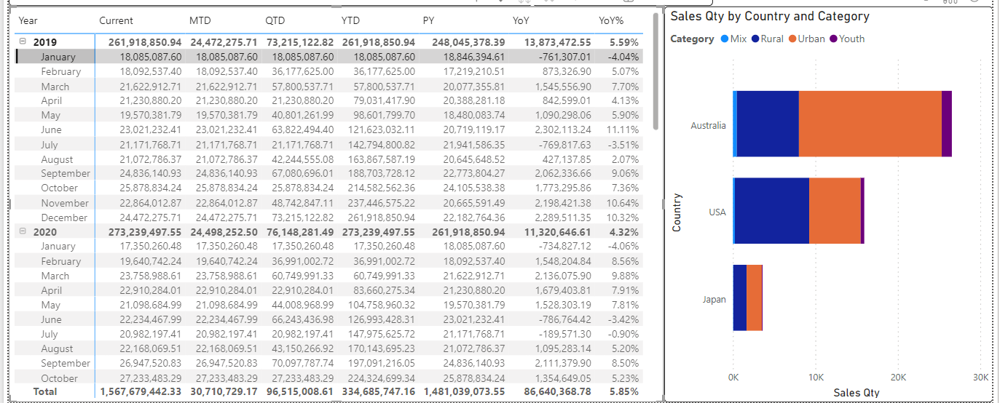 Year Current MTD QTD YTD PY YoY YoY%
2019 261,918,850.94 24,472,275.71 73,215,122.82 261,918,850.94 248,045,378.39 13,873,472.55 5.59%
January 18,085,087.60 18,085,087.60 18,085,087.60 18,085,087.60 18,846,394.61 -761,307.01 -4.04%
February 18,092,537.40 18,092,537.40 36,177,625.00 36,177,625.00 17,219,210.51 873,326.90 5.07%
March 21,622,912.71 21,622,912.71 57,800,537.71 57,800,537.71 20,077,355.81 1,545,556.90 7.70%
April 21,230,880.20 21,230,880.20 21,230,880.20 79,031,417.90 20,388,281.18 842,599.01 4.13%
May 19,570,381.79 19,570,381.79 40,801,261.99 98,601,799.70 18,480,083.74 1,090,298.06 5.90%
June 23,021,232.41 23,021,232.41 63,822,494.40 121,623,032.11 20,719,119.17 2,302,113.24 11.11%
July 21,171,768.71 21,171,768.71 21,171,768.71 142,794,800.82 21,941,586.35 -769,817.63 -3.51%
August 21,072,786.37 21,072,786.37 42,244,555.08 163,867,587.19 20,645,648.52 427,137.85 2.07%
September 24,836,140.93 24,836,140.93 67,080,696.01 188,703,728.12 22,773,804.27 2,062,336.66 9.06%
October 25,878,834.24 25,878,834.24 25,878,834.24 214,582,562.36 24,105,538.38 1,773,295.86 7.36%
November 22,864,012.87 22,864,012.87 48,742,847.11 237,446,575.22 20,665,591.49 2,198,421.38 10.64%
December 24,472,275.71 24,472,275.71 73,215,122.82 261,918,850.94 22,182,764.36 2,289,511.35 10.32%
2020 273,239,497.55 24,498,252.50 76,148,281.49 273,239,497.55 261,918,850.94 11,320,646.61 4.32%
January 17,350,260.48 17,350,260.48 17,350,260.48 17,350,260.48 18,085,087.60 -734,827.12 -4.06%
February 19,640,742.24 19,640,742.24 36,991,002.72 36,991,002.72 18,092,537.40 1,548,204.84 8.56%
March 23,758,988.61 23,758,988.61 60,749,991.33 60,749,991.33 21,622,912.71 2,136,075.90 9.88%
April 22,910,284.01 22,910,284.01 22,910,284.01 83,660,275.34 21,230,880.20 1,679,403.81 7.91%
May 21,098,684.99 21,098,684.99 44,008,968.99 104,758,960.32 19,570,381.79 1,528,303.19 7.81%
June 22,234,467.99 22,234,467.99 66,243,436.98 126,993,428.31 23,021,232.41 -786,764.42 -3.42%
July 20,982,197.41 20,982,197.41 20,982,197.41 147,975,625.72 21,171,768.71 -189,571.30 -0.90%
August 22,168,069.51 22,168,069.51 43,150,266.92 170,143,695.23 21,072,786.37 1,095,283.14 5.20%
September 26,947,520.83 26,947,520.83 70,097,787.74 197,091,216.05 24,836,140.93 2,111,379.90 8.50%
October 27,233,483.29 27,233,483.29 27,233,483.29 224,324,699.34 25,878,834.24 1,354,649.05 5.23%
Total 1,567,679,442.33 30,710,729.17 96,515,008.61 334,685,747.16 1,481,039,073.55 86,640,368.78 5.85%
Sales Qty by Country and Category
Category Mix Rural Urban Youth
Country
Australia
USA
Japan
0K 10K 20K 30K
Sales Qty